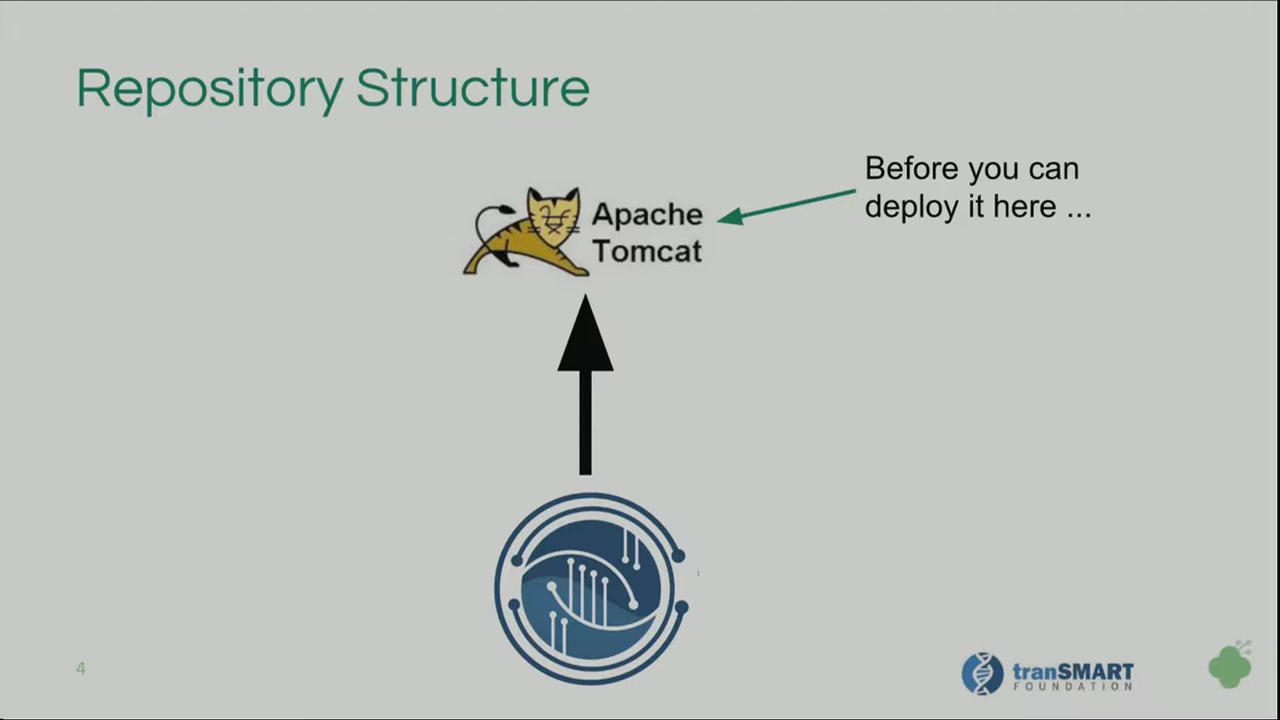 Repository Structure
Before you can
deploy it here ...
Apache
Tomcat
4
tranSMART
FOUNDATION